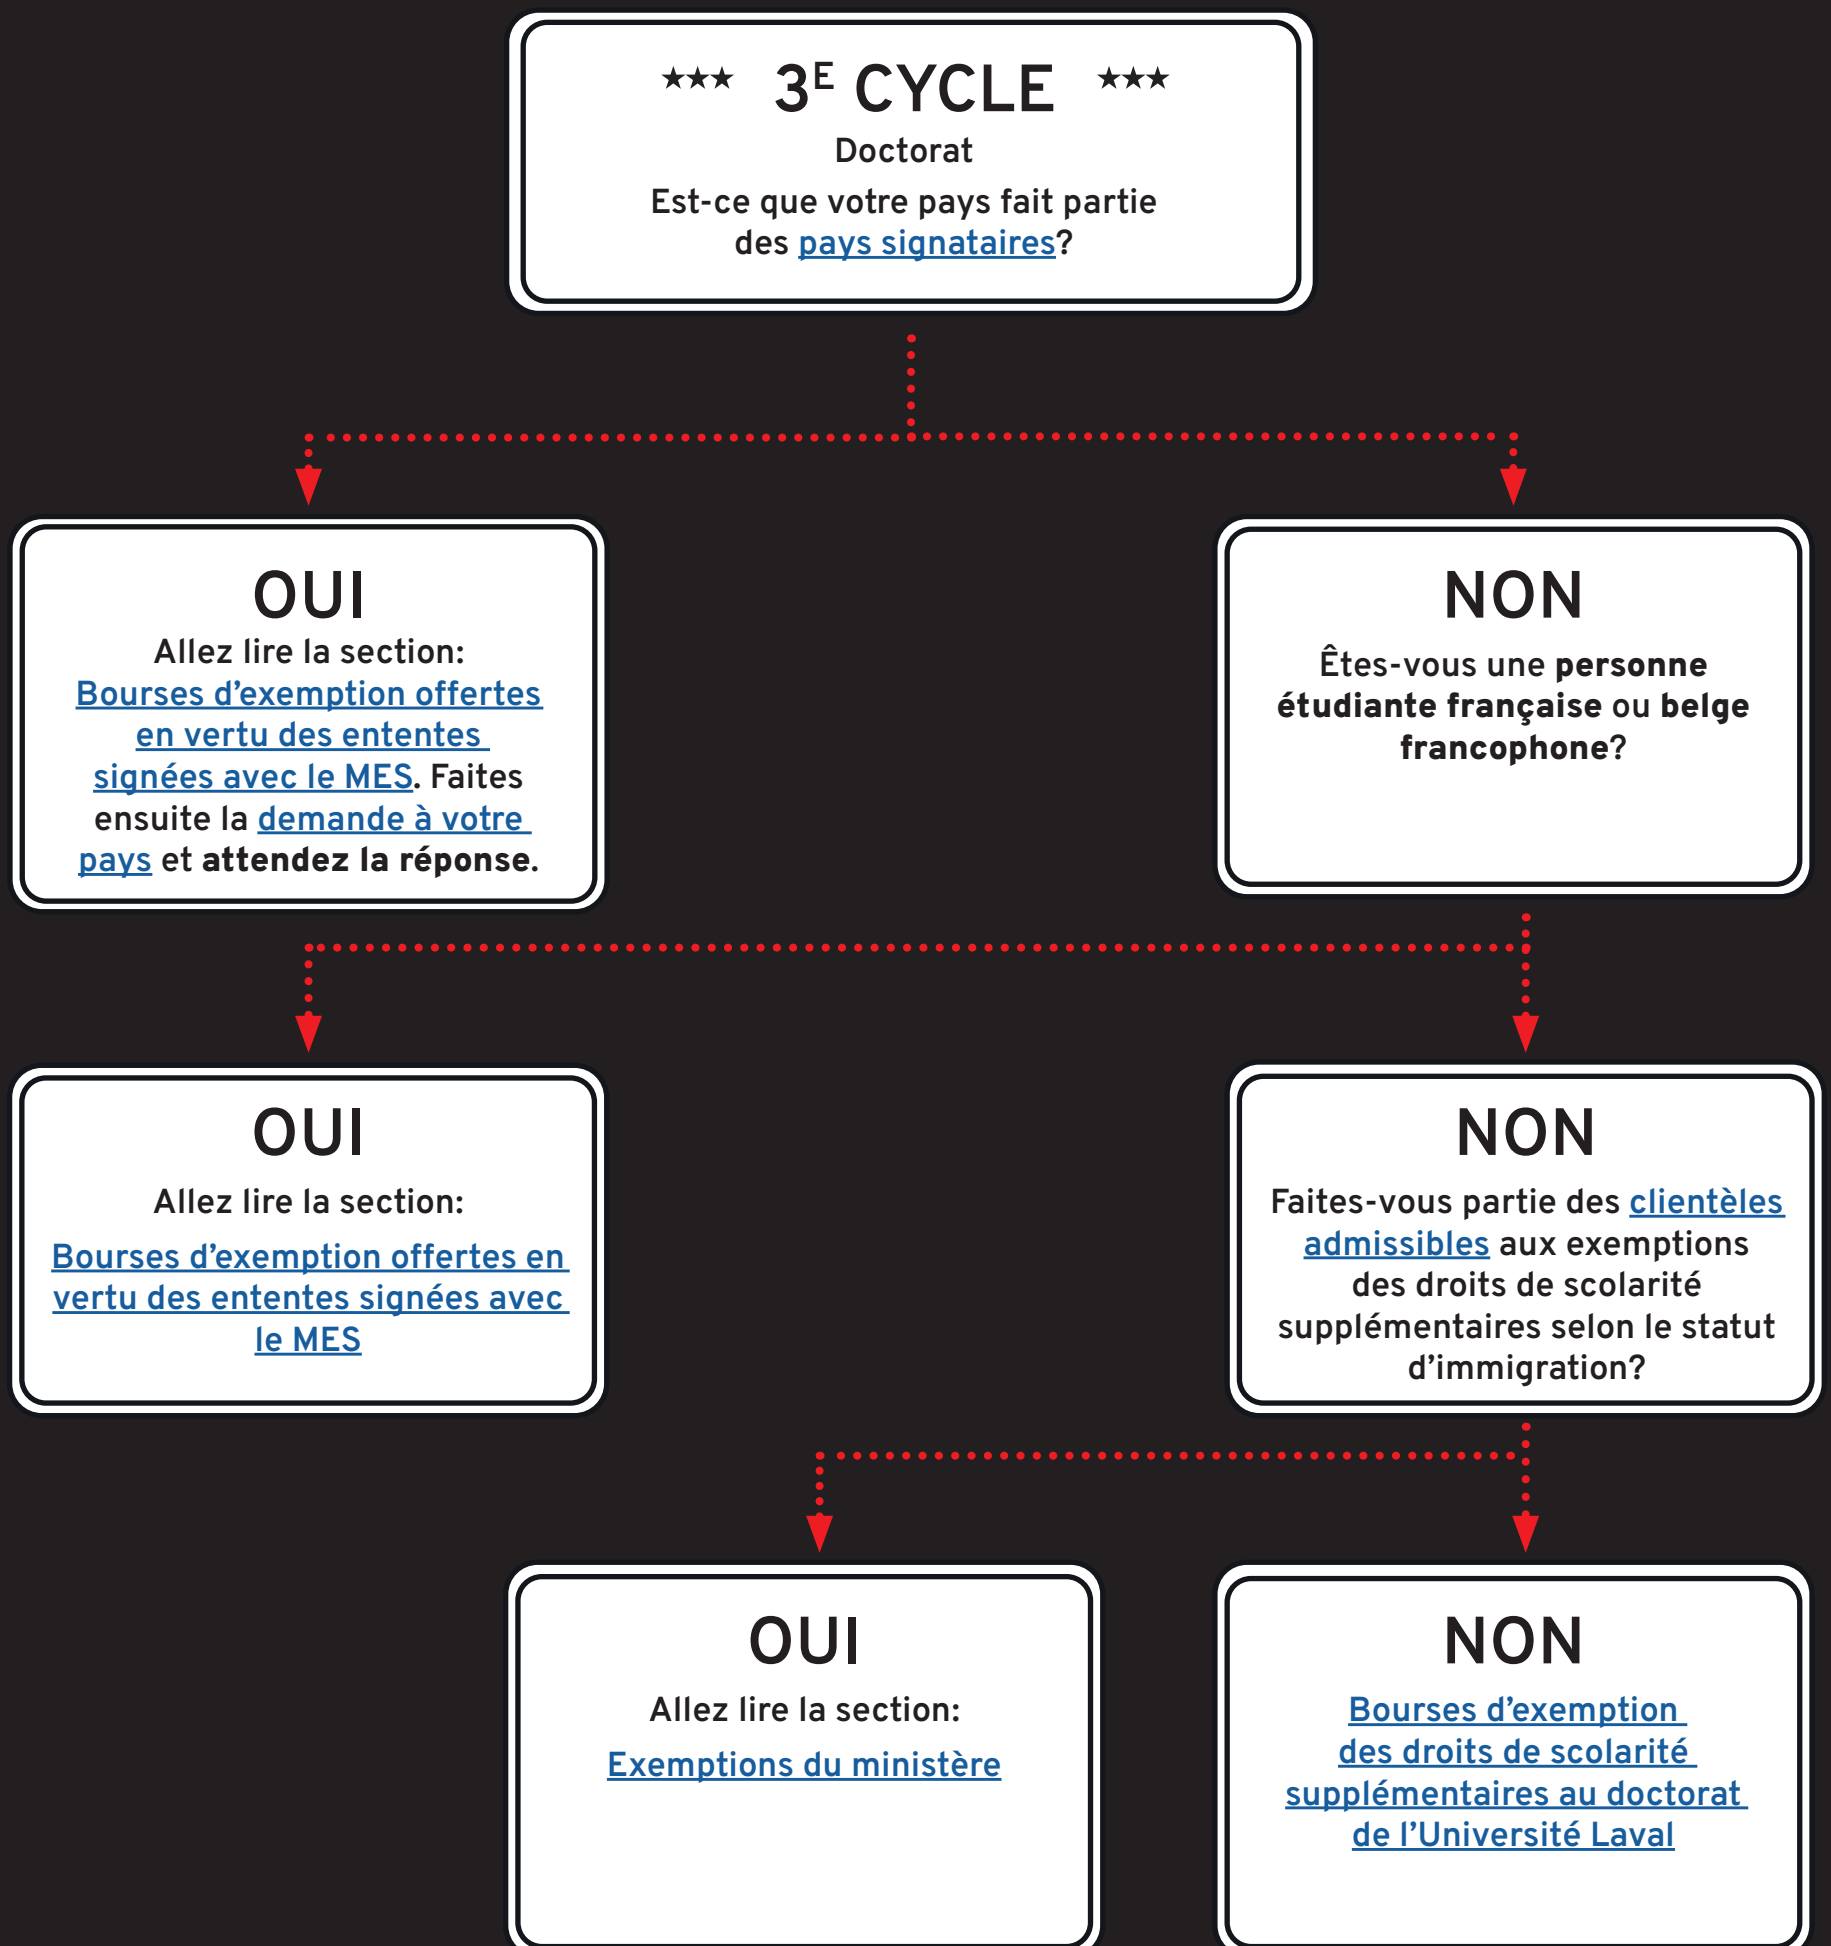 ★★★ 3E CYCLE ★★★
Doctorat
Est-ce que votre pays fait partie
des pays signataires?
OUI
Allez lire la section:
Bourses d'exemption offertes
en vertu des ententes
signées avec le MES. Faites
ensuite la demande à votre
pays et attendez la réponse.
NON
Êtes-vous une personne
étudiante française ou belge
francophone?
OUI
Allez lire la section:
Bourses d'exemption offertes en
vertu des ententes signées avec
le MES
NON
Faites-vous partie des clientèles
admissibles aux exemptions
des droits de scolarité
supplémentaires selon le statut
d'immigration?
OUI
Allez lire la section:
Exemptions du ministère
NON
Bourses d'exemption
des droits de scolarité
supplémentaires au doctorat
de l'Université Laval